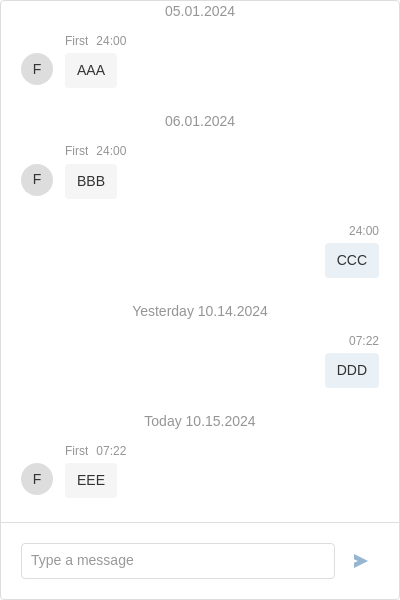 05.01.2024
First 24:00
F
AAA
06.01.2024
First 24:00
F
BBB
24:00
CCC
Yesterday 10.14.2024
07:22
DDD
Today 10.15.2024
First 07:22
F
EEE
Type a message